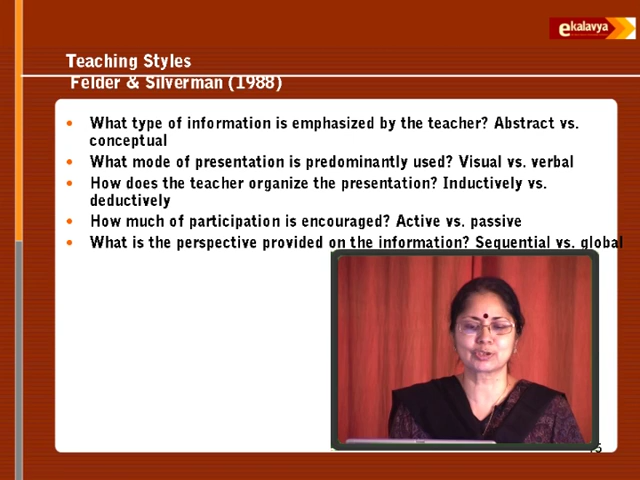 ekalavya
Teaching Styles
Felder & Silverman (1988)
• What type of information is emphasized by the teacher? Abstract vs.
conceptual
• What mode of presentation is predominantly used? Visual vs. verbal
• How does the teacher organize the presentation? Inductively vs.
deductively
• How much of participation is encouraged? Active vs. passive
• What is the perspective provided on the information? Sequential vs. global